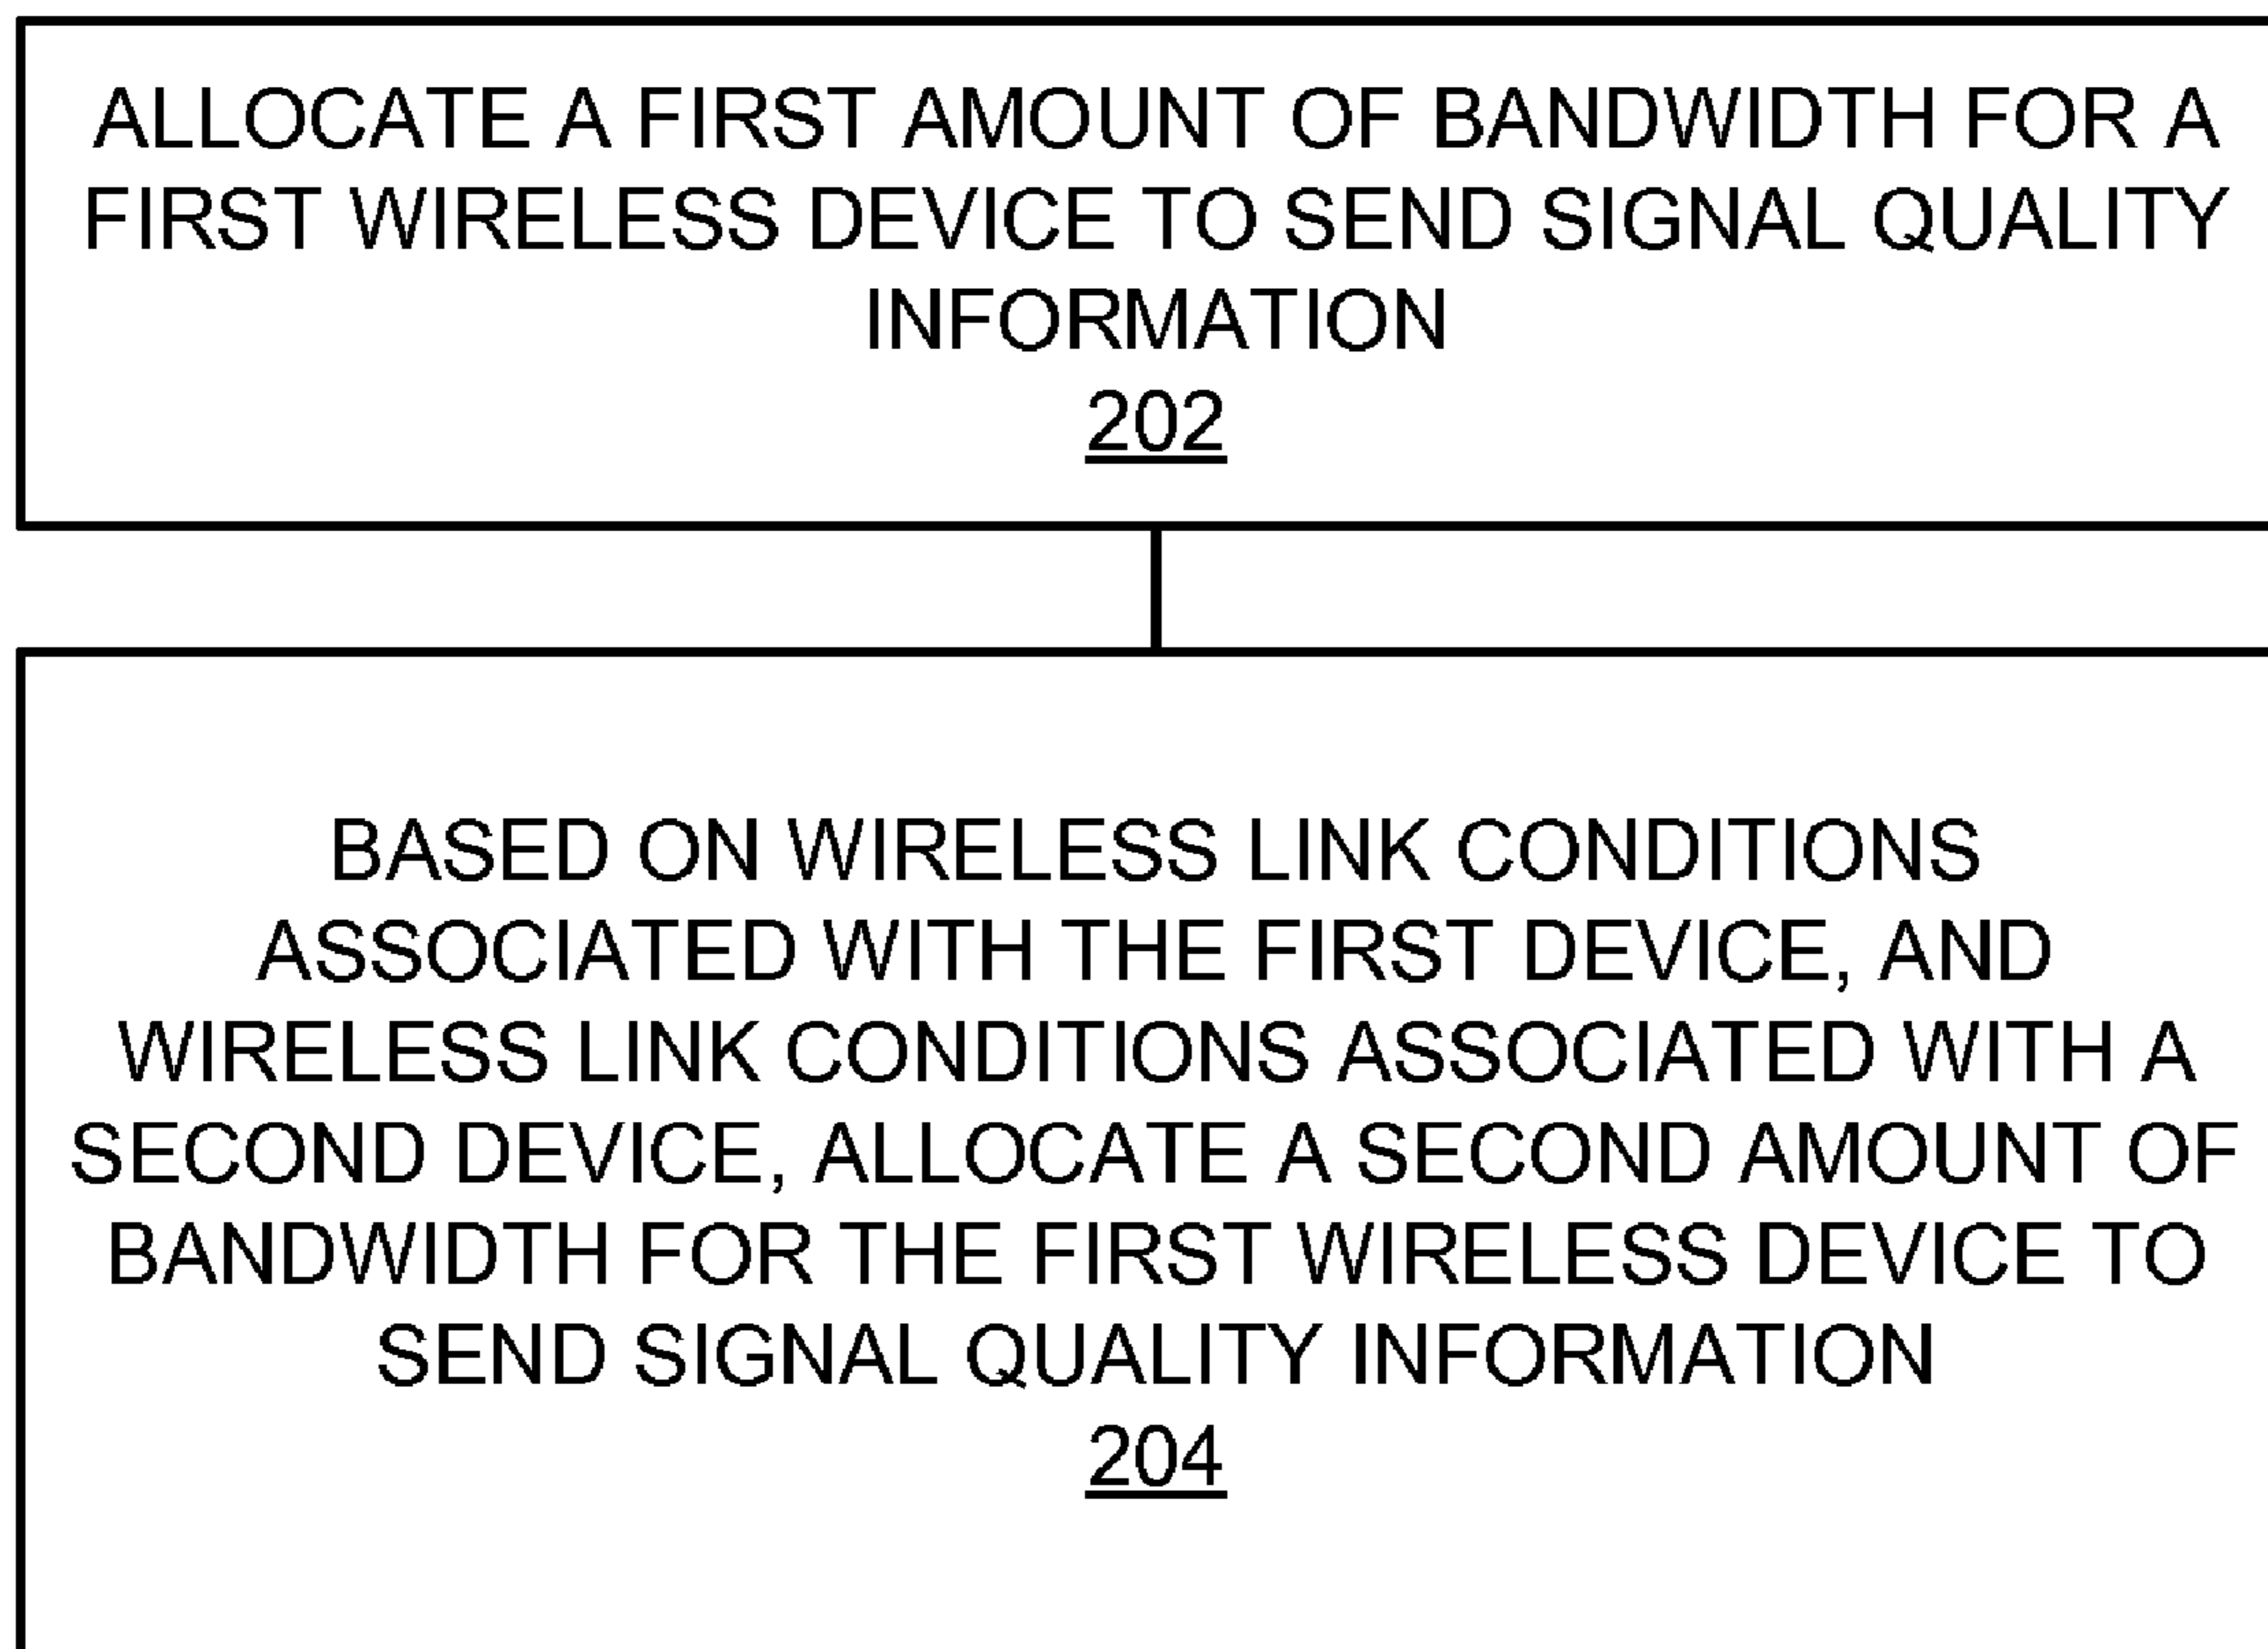 ALLOCATE A FIRST AMOUNT OF BANDWIDTH FOR A
FIRST WIRELESS DEVICE TO SEND SIGNAL QUALITY
INFORMATION
202
BASED ON WIRELESS LINK CONDITIONS
ASSOCIATED WITH THE FIRST DEVICE, AND
WIRELESS LINK CONDITIONS ASSOCIATED WITH A
SECOND DEVICE, ALLOCATE A SECOND AMOUNT OF
BANDWIDTH FOR THE FIRST WIRELESS DEVICE TO
SEND SIGNAL QUALITY INFORMATION
204